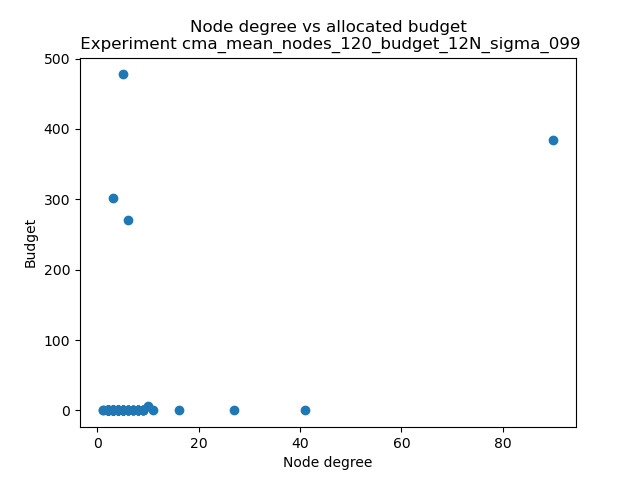 Node degree vs allocated budget
Experiment cma_mean_nodes_120_budget_12N_sigma_099
500
400
300
200
100
0
Budget
0 20 40 60 80
Node degree